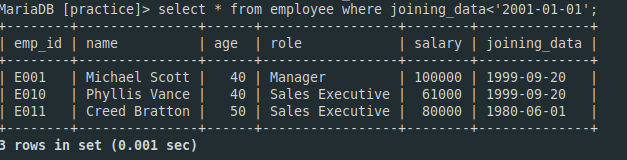 MariaDB [practice]> select * from employee where joining_data<'2001-01-01';
+--------+---------------+------+-----------------+--------+--------------+
| emp_id | name          | age  | role            | salary | joining_data |
+--------+---------------+------+-----------------+--------+--------------+
| E001   | Michael Scott |   40 | Manager         | 100000 | 1999-09-20   |
| E010   | Phyllis Vance |   40 | Sales Executive |  61000 | 1999-09-20   |
| E011   | Creed Bratton |   50 | Sales Executive |  80000 | 1980-06-01   |
+--------+---------------+------+-----------------+--------+--------------+
3 rows in set (0.001 sec)